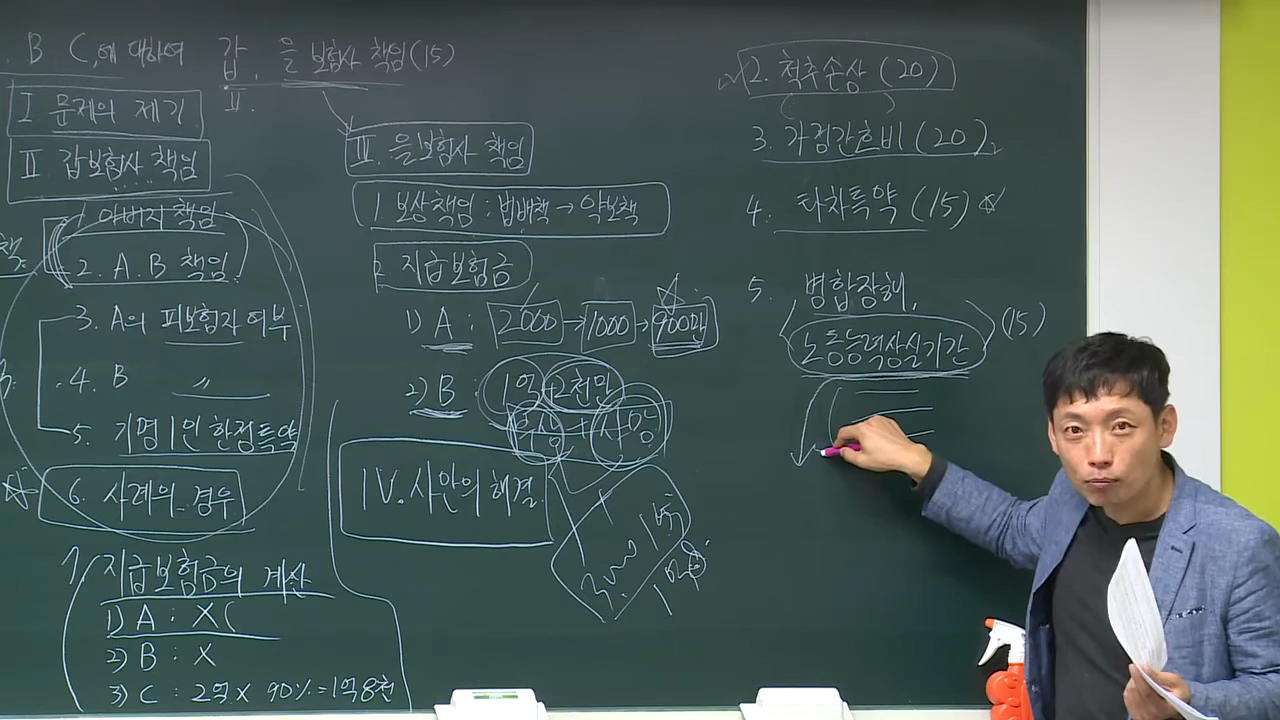 B C,에 대하여 갑, 을 보험사 책임(15)
I 문제의 제기
II 갑보험사 책임
아버지 책임
2. A.B 책임
3. A의 피보험자 여부
4. B 〃
5. 기명1인 한정특약
6. 사례의 경우
7 지급보험금의 계산
1) A : X
2) B : X
3) C : 2억 X 90% = 1억8천
II.
III. 을보험사 책임
1. 보상책임 : 법배책 → 약보책
2. 지급보험금
1) A : 2000 → 1000 → 900만
2) B : 1억 + 2천만
부상 + 사망
IV. 사안의 해결
2. 척추손상 (20)
3. 가정간호비 (20)
4. 타차특약 (15) ☆
5. 병합장해,
노동능력상실기간 (15)